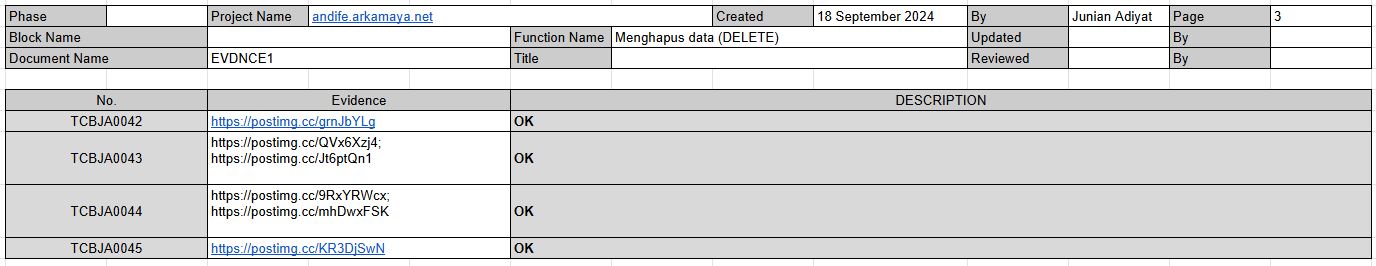 Phase Project Name andife.arkamaya.net Created 18 September 2024 By Junian Adiyat Page 3
Block Name Function Name Menghapus data (DELETE) Updated By
Document Name EVDNCE1 Title Reviewed By
No. Evidence DESCRIPTION
TCBJA0042 https://postimg.cc/grnJbYLg OK
https://postimg.cc/QVx6Xzj4;
TCBJA0043 https://postimg.cc/Jt6ptQn1 OK
https://postimg.cc/9RxYRWcx;
TCBJA0044 https://postimg.cc/mhDwxFSK OK
TCBJA0045 https://postimg.cc/KR3DjSwN OK